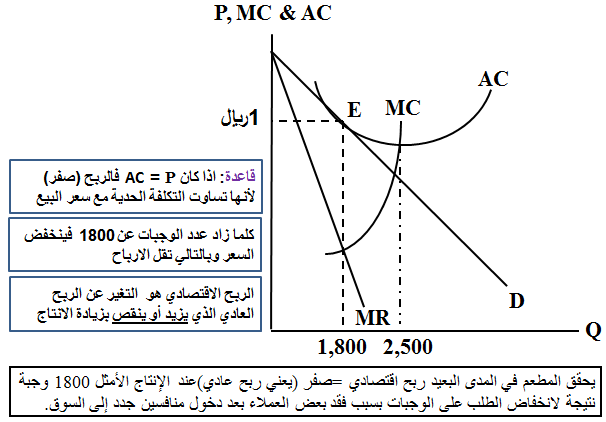 P, MC & AC
AC
MC
E
1ريال
قاعدة: اذا كان AC = P فالربح (صفر)
لأنها تساوت التكلفة الحدية مع سعر البيع
كلما زاد عدد الوجبات عن 1800 فينخفض
السعر وبالتالي تقل الارباح
الربح الاقتصادي هو التغير عن الربح
العادي الذي يزيد أو ينقص بزيادة الانتاج
D
MR
Q
1,800
2,500
يحقق المطعم في المدى البعيد ربح اقتصادي =صفر (يعني ربح عادي)عند الإنتاج الأمثل 1800 وجبة
نتيجة لانخفاض الطلب على الوجبات بسبب فقد بعض العملاء بعد دخول منافسين جدد إلى السوق.